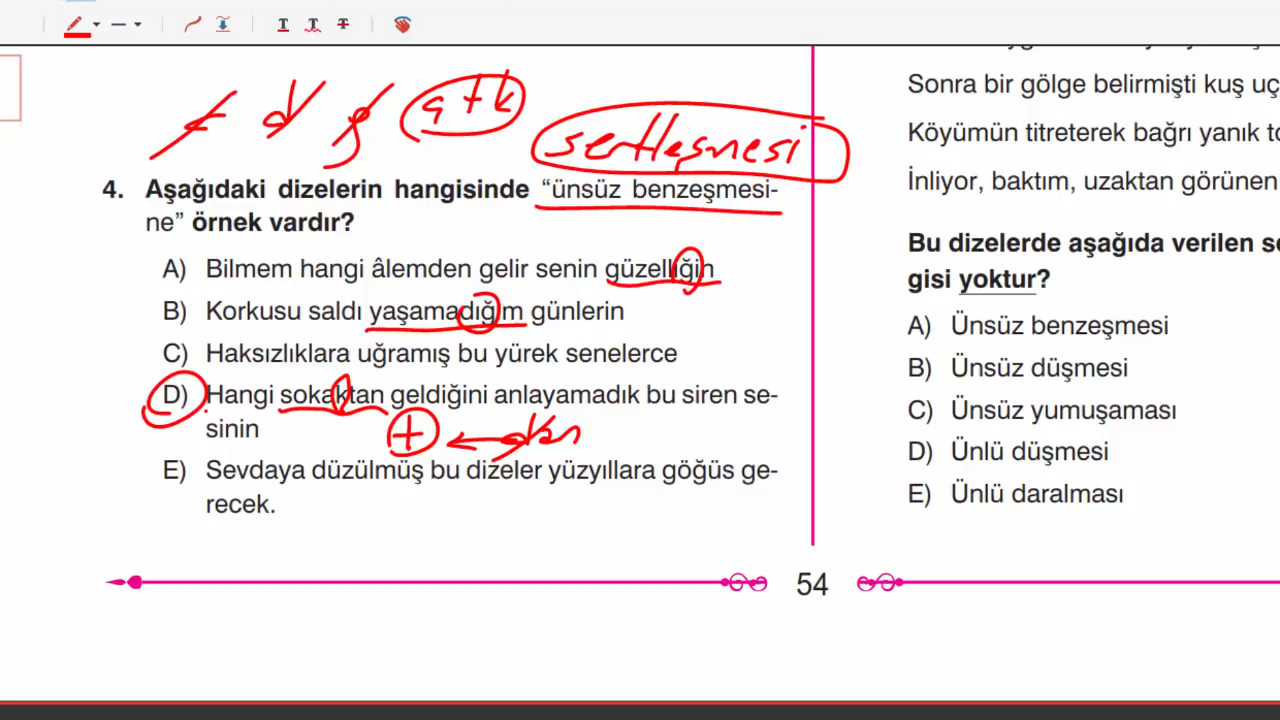 ç t k
sertleşmesi
4. Aşağıdaki dizelerin hangisinde “ünsüz benzeşmesi-
ne” örnek vardır?
A) Bilmem hangi âlemden gelir senin güzelliğin
B) Korkusu saldı yaşamadığım günlerin
C) Haksızlıklara uğramış bu yürek senelerce
D) Hangi sokaktan geldiğini anlayamadık bu siren se-
sinin
E) Sevdaya düzülmüş bu dizeler yüzyıllara göğüs ge-
recek.
Sonra bir gölge belirmişti kuş uç
Köyümün titreterek bağrı yanık
İnliyor, baktım, uzaktan görünen
Bu dizelerde aşağıda verilen
gisi yoktur?
A) Ünsüz benzeşmesi
B) Ünsüz düşmesi
C) Ünsüz yumuşaması
D) Ünlü düşmesi
E) Ünlü daralması
54